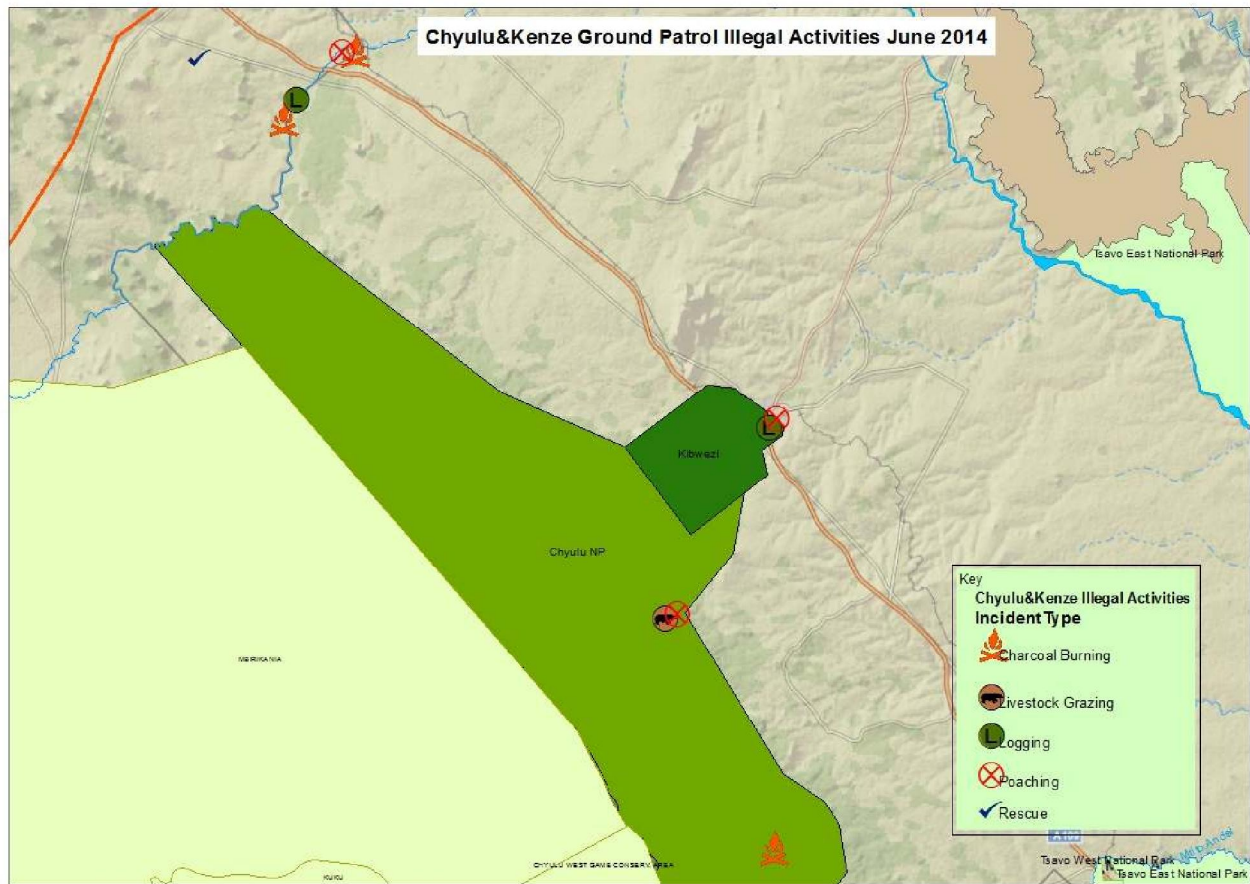 Chyulu&Kenze Ground Patrol Illegal Activities June 2014
Tsavo East National Park
Kibwezi
Chyulu NP
MBIRIKANIA
Key
Chyulu&Kenze Illegal Activities
Incident Type
Charcoal Burning
Livestock Grazing
L Logging
Poaching
Rescue
L
L
A109
CHYULU WEST GAME CONSERV. AREA
KUKU
Tsavo West National Park
Tsavo East National Park